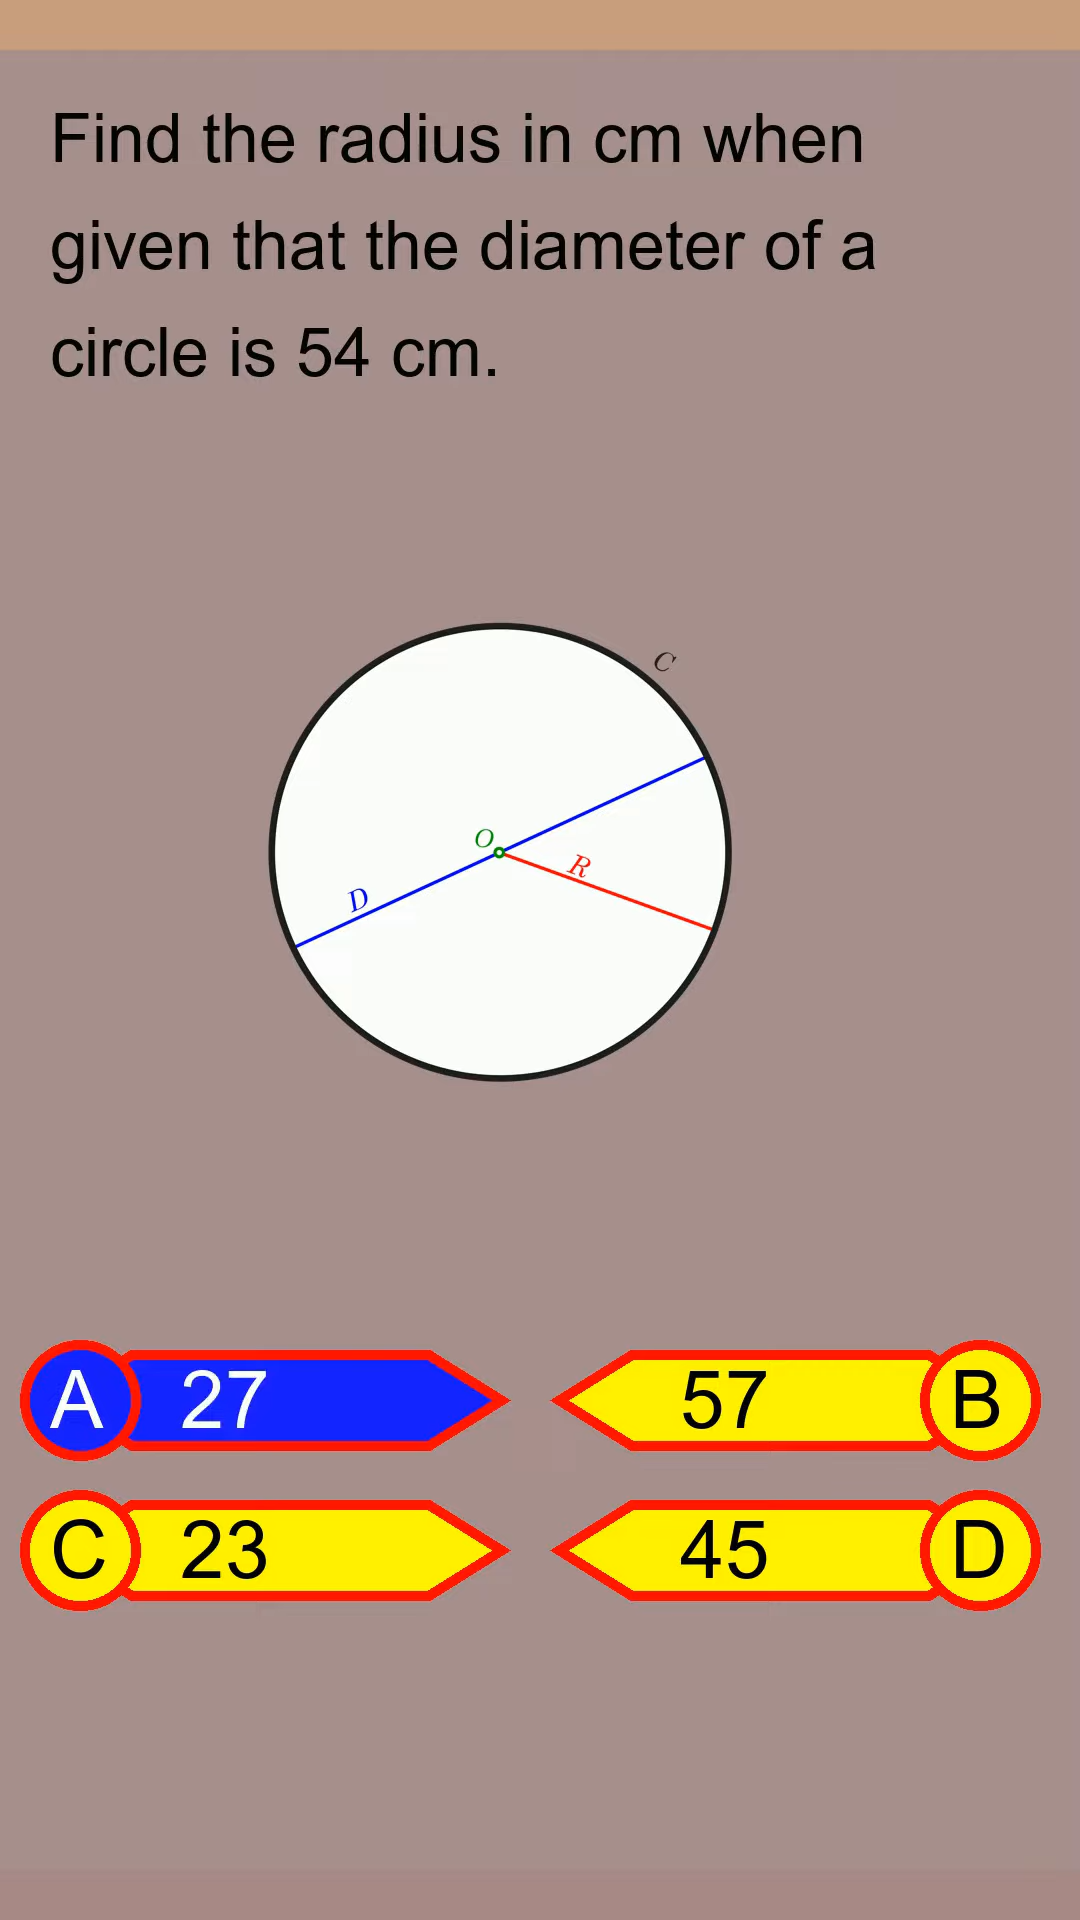 Find the radius in cm when
given that the diameter of a
circle is 54 cm.
C
O
R
D
A 27
57 B
C 23
45 D